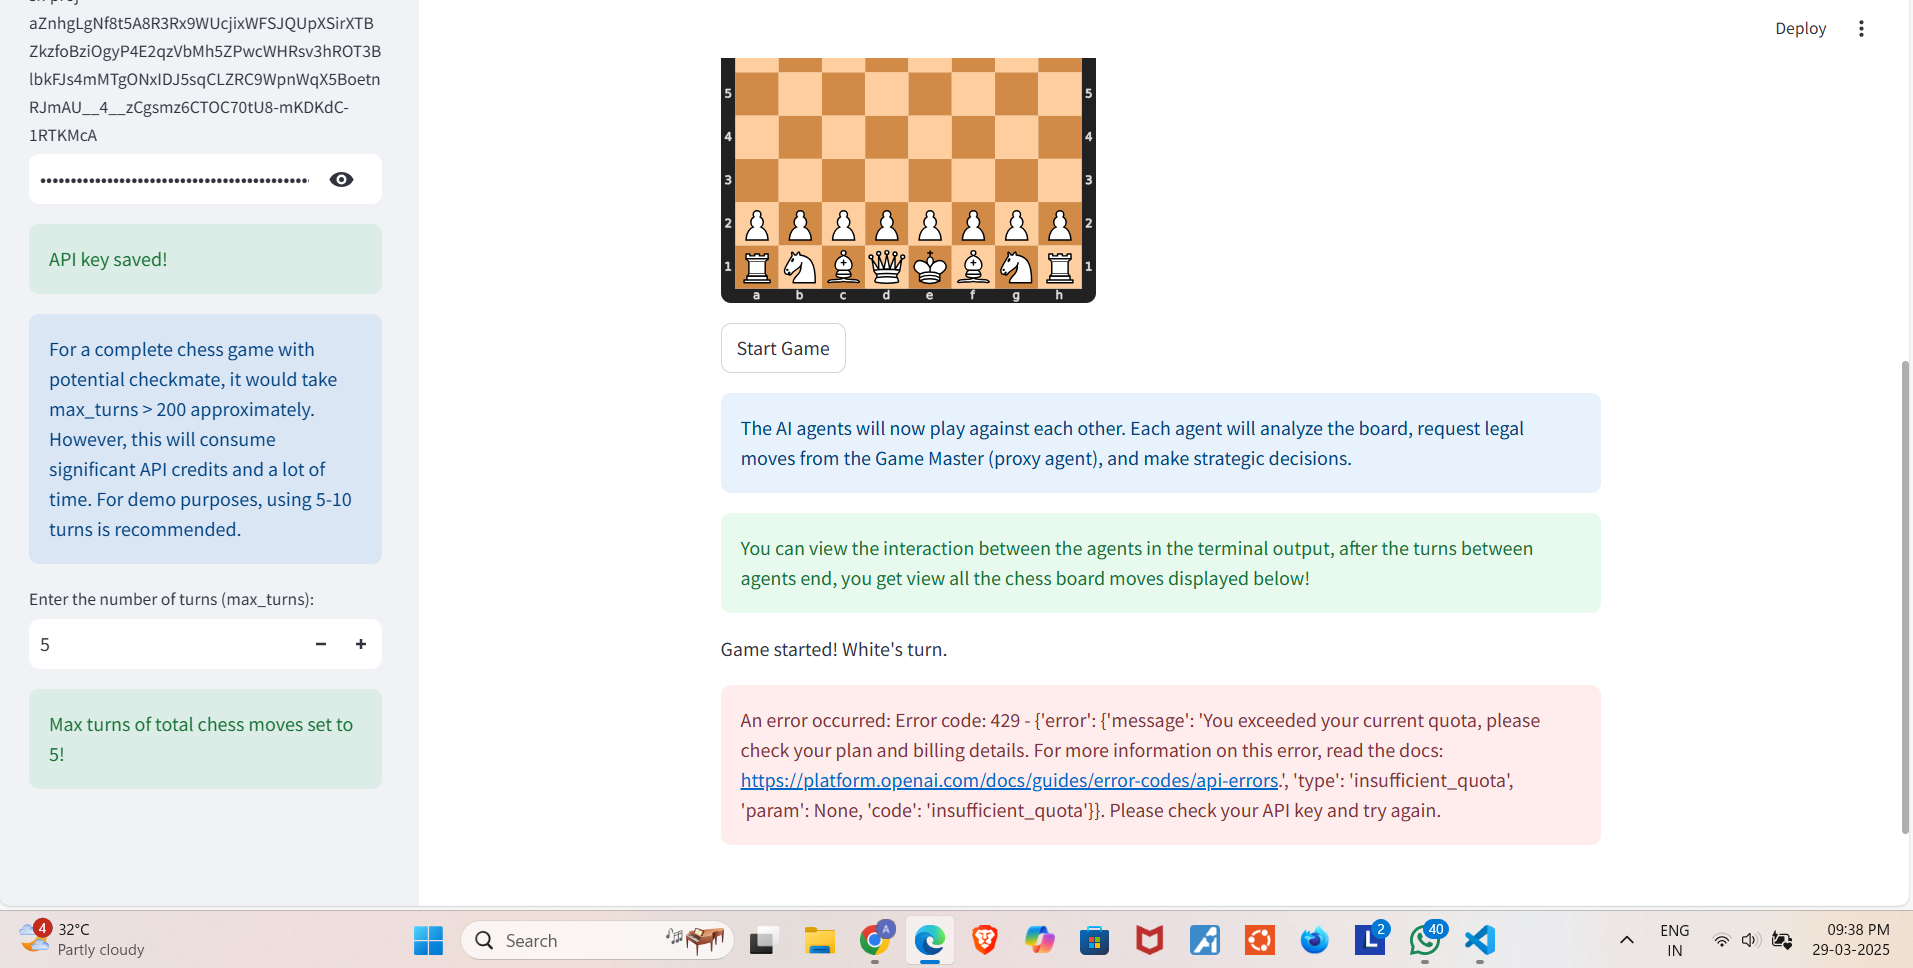 aZnhgLgNf8t5A8R3Rx9WUcjixWFSJQUpXSirXTB
ZkzfoBziOgyP4E2qzVbMh5ZPwcWHRsv3hROT3B
lbkFJs4mMTgONxIDJ5sqCLZRC9WpnWqX5Boetn
RJmAU__4__zCgsmz6CTOC70tU8-mKDKdC-
1RTKMcA
API key saved!
For a complete chess game with
potential checkmate, it would take
max_turns > 200 approximately.
However, this will consume
significant API credits and a lot of
time. For demo purposes, using 5-10
turns is recommended.
Enter the number of turns (max_turns):
5
Max turns of total chess moves set to
5!
Deploy
5 5
4 4
3 3
2 2
1 1
a b c d e f g h
Start Game
The AI agents will now play against each other. Each agent will analyze the board, request legal
moves from the Game Master (proxy agent), and make strategic decisions.
You can view the interaction between the agents in the terminal output, after the turns between
agents end, you get view all the chess board moves displayed below!
Game started! White's turn.
An error occurred: Error code: 429 - {'error': {'message': 'You exceeded your current quota, please
check your plan and billing details. For more information on this error, read the docs:
https://platform.openai.com/docs/guides/error-codes/api-errors.', 'type': 'insufficient_quota',
'param': None, 'code': 'insufficient_quota'}}. Please check your API key and try again.
4
32°C
Partly cloudy
Search
A
L
2
40
ENG
IN
09:38 PM
29-03-2025